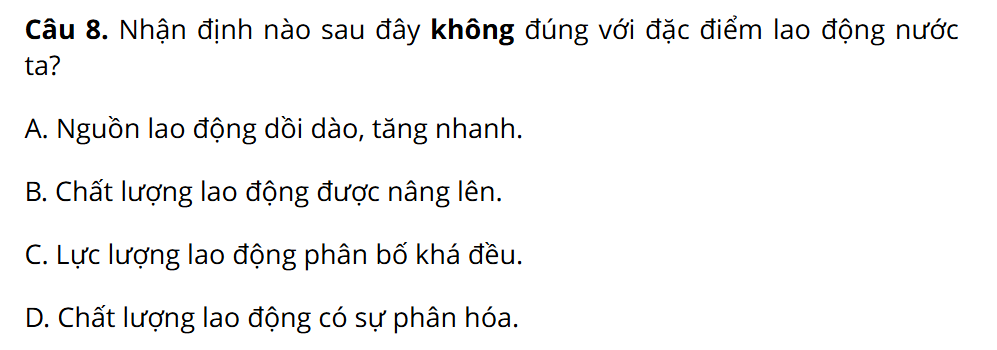 Câu 8. Nhận định nào sau đây không đúng với đặc điểm lao động nước
ta?
A. Nguồn lao động dồi dào, tăng nhanh.
B. Chất lượng lao động được nâng lên.
C. Lực lượng lao động phân bố khá đều.
D. Chất lượng lao động có sự phân hóa.